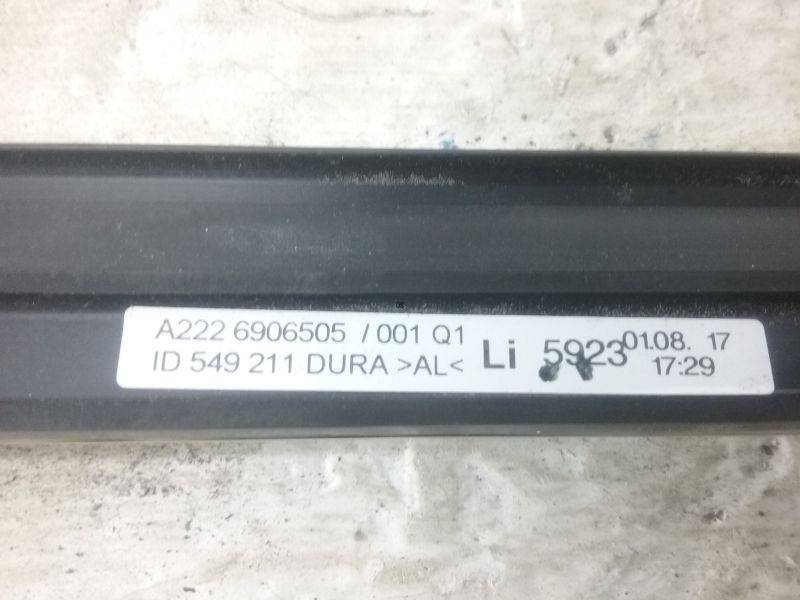 A222 6906505 / 001 Q1
ID 549 211 DURA >AL<
Li 5923
01.08. 17
17:29